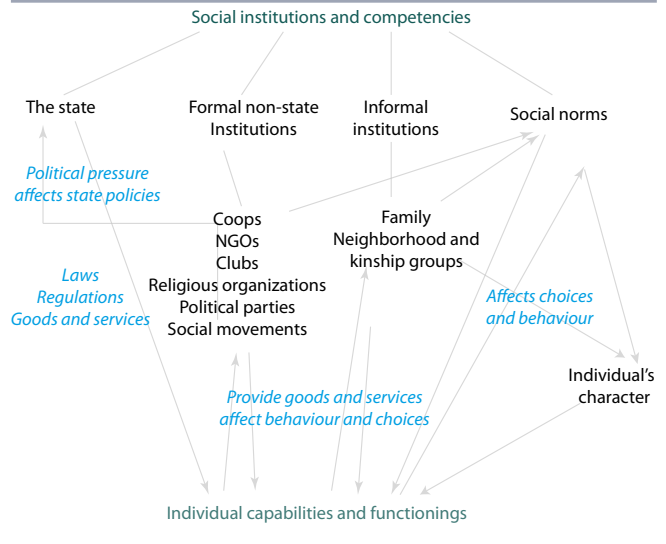 Social institutions and competencies
The state
Formal non-state
Institutions
Informal
institutions
Social norms
Political pressure
affects state policies
Coops
NGOs
Clubs
Religious organizations
Political parties
Social movements
Family
Neighborhood and
kinship groups
Laws
Regulations
Goods and services
Affects choices
and behaviour
Individual's
character
Provide goods and services
affect behaviour and choices
Individual capabilities and functionings